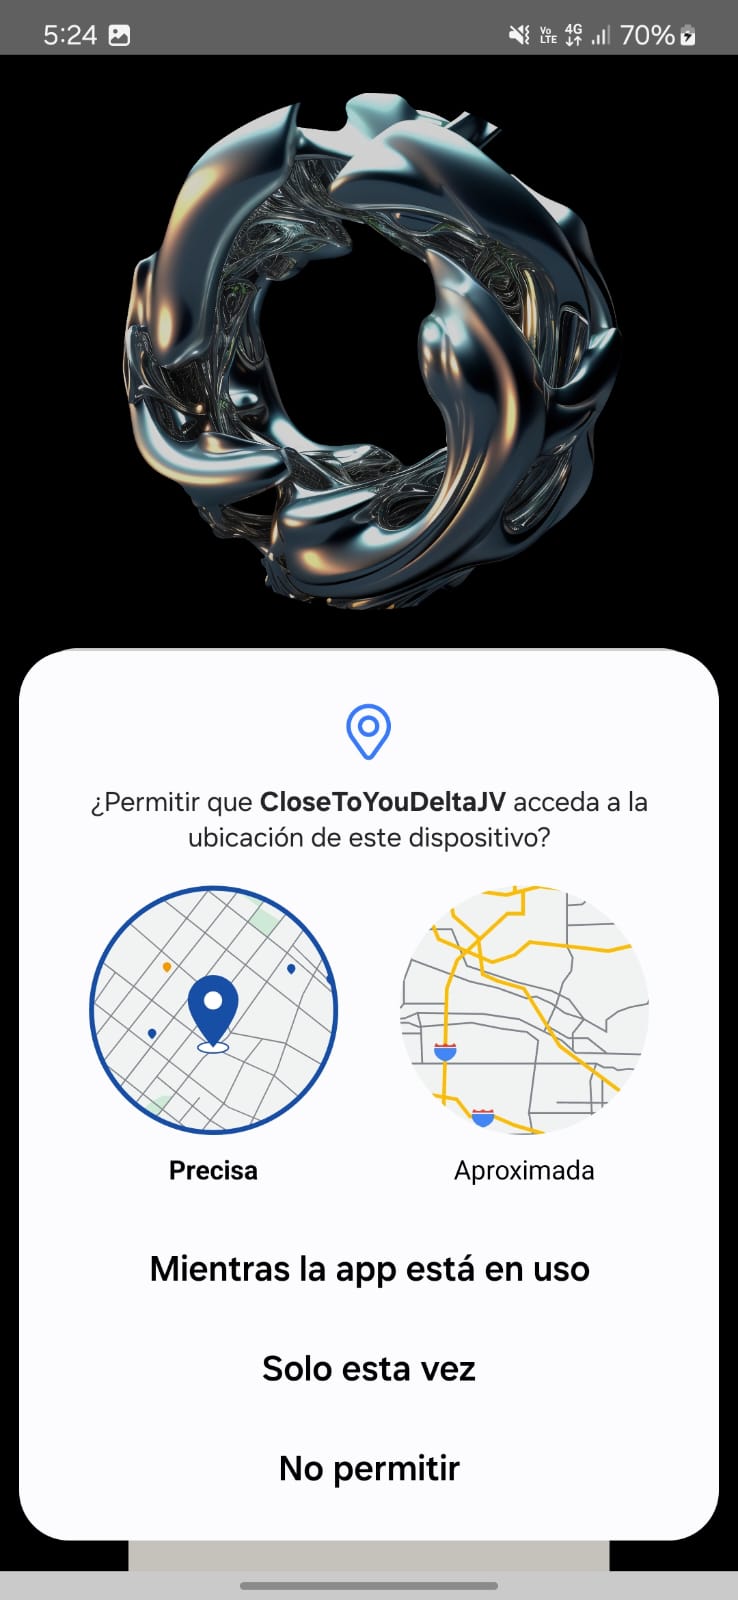 5:24 Vo LTE 4G 70%
¿Permitir que CloseToYouDeltaJV acceda a la
ubicación de este dispositivo?
Precisa Aproximada
Mientras la app está en uso
Solo esta vez
No permitir